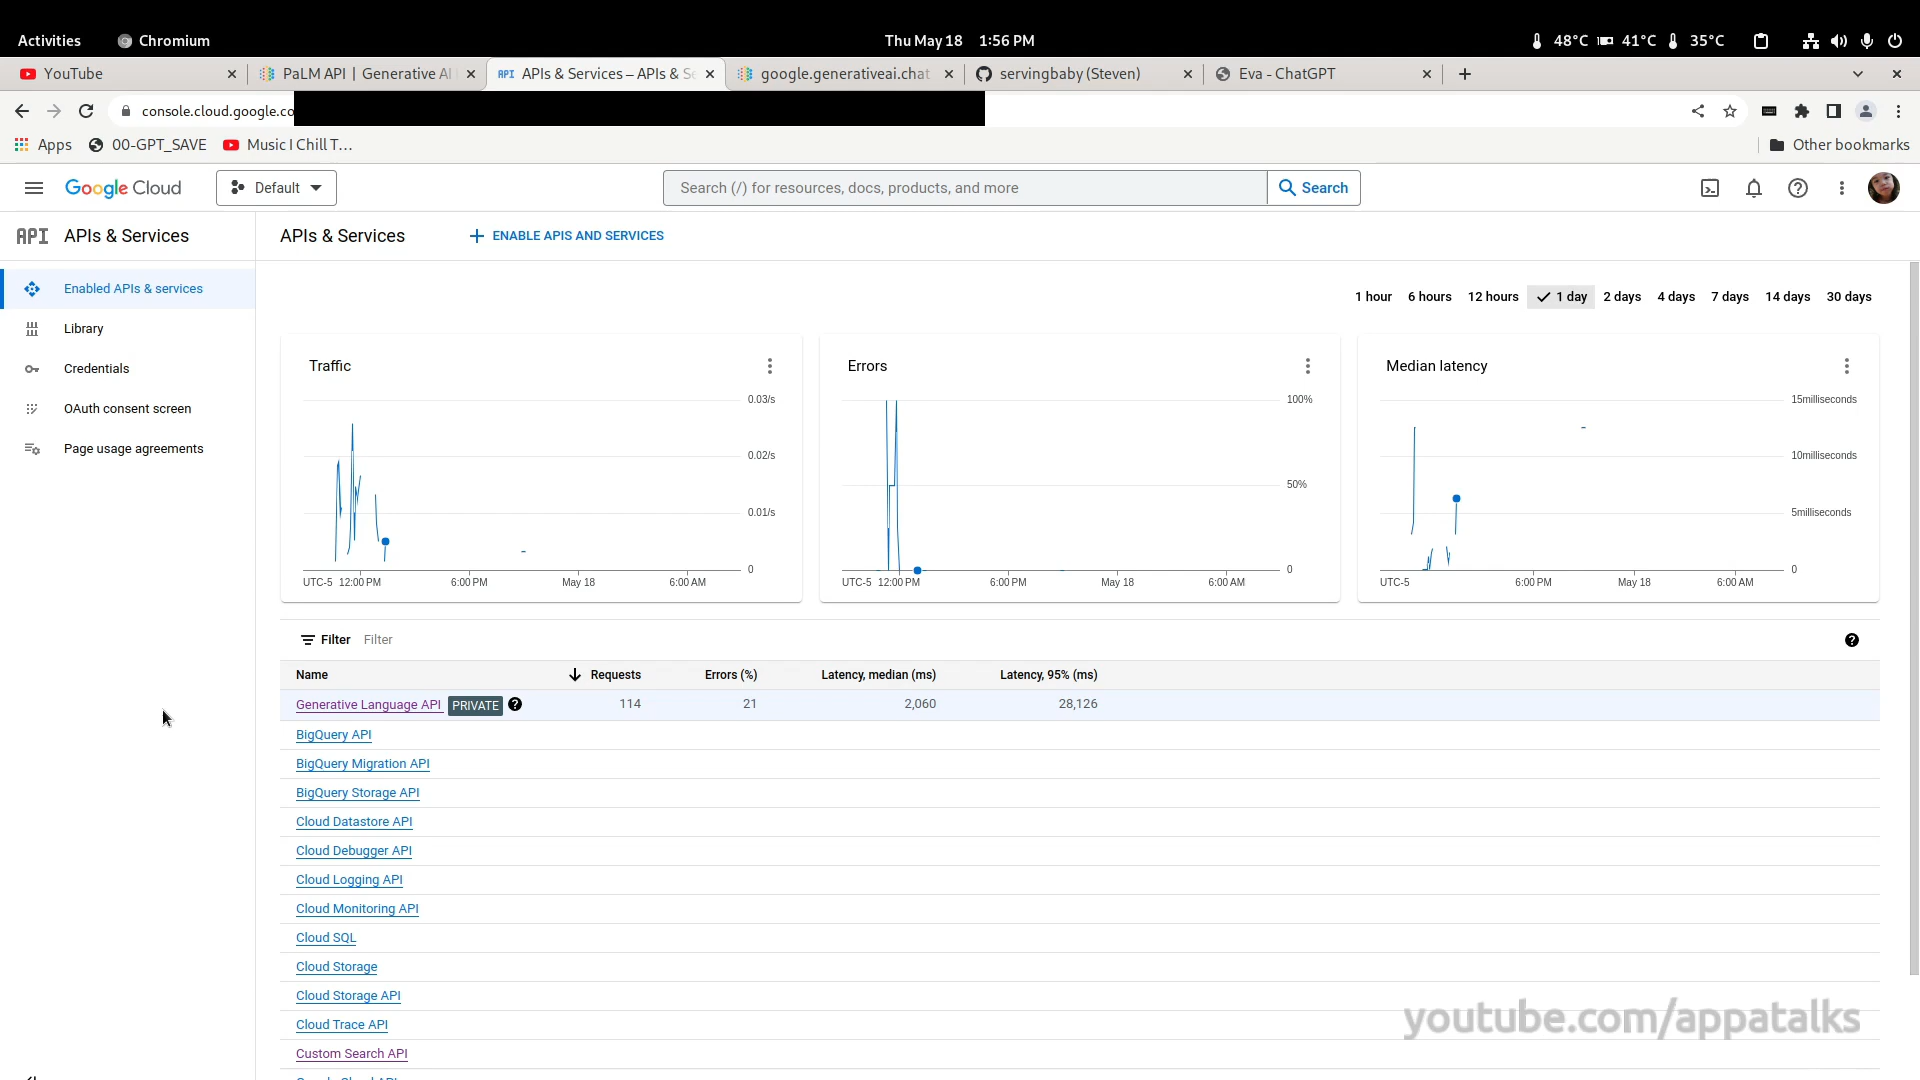 Activities Chromium Thu May 18 1:56 PM 48°C 41°C 35°C
YouTube PaLM API | Generative AI APIs & Services – APIs & Se google.generativeai.chat servingbaby (Steven) Eva - ChatGPT
console.cloud.google.co
Apps 00-GPT_SAVE Music I Chill T... Other bookmarks
Google Cloud Default Search (/) for resources, docs, products, and more Search
API APIs & Services APIs & Services ENABLE APIS AND SERVICES
Enabled APIs & services
Library
Credentials
OAuth consent screen
Page usage agreements
1 hour 6 hours 12 hours 1 day 2 days 4 days 7 days 14 days 30 days
Traffic
0.03/s
0.02/s
0.01/s
0
UTC-5 12:00 PM 6:00 PM May 18 6:00 AM
Errors
100%
50%
0
UTC-5 12:00 PM 6:00 PM May 18 6:00 AM
Median latency
15milliseconds
10milliseconds
5milliseconds
0
UTC-5 6:00 PM May 18 6:00 AM
Filter Filter
Name Requests Errors (%) Latency, median (ms) Latency, 95% (ms)
Generative Language API PRIVATE 114 21 2,060 28,126
BigQuery API
BigQuery Migration API
BigQuery Storage API
Cloud Datastore API
Cloud Debugger API
Cloud Logging API
Cloud Monitoring API
Cloud SQL
Cloud Storage
Cloud Storage API
Cloud Trace API
Custom Search API
youtube.com/appatalks